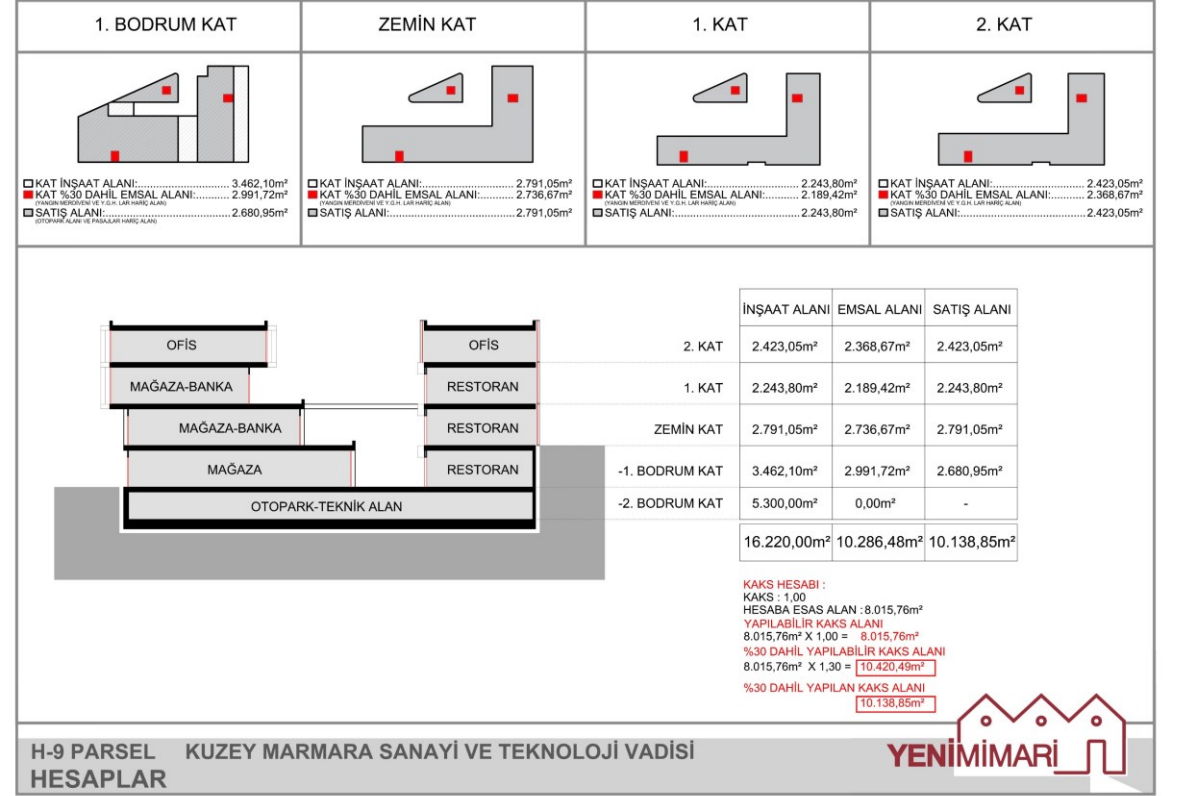 1. BODRUM KAT
ZEMİN KAT
1. KAT
2. KAT
KAT İNŞAAT ALANI:........................ 3.462,10m²
KAT %30 DAHİL EMSAL ALANI:......... 2.991,72m²
(YANGIN MERDİVENİ VE Y.G.H. LAR HARİÇ ALAN)
SATIŞ ALANI:................................... 2.680,95m²
(OTOPARK ALANI VE PASAJLAR HARİÇ ALAN)
KAT İNŞAAT ALANI:........................ 2.791,05m²
KAT %30 DAHİL EMSAL ALANI:......... 2.736,67m²
(YANGIN MERDİVENİ VE Y.G.H. LAR HARİÇ ALAN)
SATIŞ ALANI:................................... 2.791,05m²
KAT İNŞAAT ALANI:........................ 2.243,80m²
KAT %30 DAHİL EMSAL ALANI:......... 2.189,42m²
(YANGIN MERDİVENİ VE Y.G.H. LAR HARİÇ ALAN)
SATIŞ ALANI:................................... 2.243,80m²
KAT İNŞAAT ALANI:........................ 2.423,05m²
KAT %30 DAHİL EMSAL ALANI:......... 2.368,67m²
(YANGIN MERDİVENİ VE Y.G.H. LAR HARİÇ ALAN)
SATIŞ ALANI:................................... 2.423,05m²
OFİS OFİS
MAĞAZA-BANKA RESTORAN
MAĞAZA-BANKA RESTORAN
MAĞAZA RESTORAN
OTOPARK-TEKNİK ALAN
İNŞAAT ALANI EMSAL ALANI SATIŞ ALANI
2. KAT 2.423,05m² 2.368,67m² 2.423,05m²
1. KAT 2.243,80m² 2.189,42m² 2.243,80m²
ZEMİN KAT 2.791,05m² 2.736,67m² 2.791,05m²
-1. BODRUM KAT 3.462,10m² 2.991,72m² 2.680,95m²
-2. BODRUM KAT 5.300,00m² 0,00m² -
16.220,00m² 10.286,48m² 10.138,85m²
KAKS HESABI :
KAKS : 1,00
HESABA ESAS ALAN : 8.015,76m²
YAPILABİLİR KAKS ALANI
8.015,76m² X 1,00 = 8.015,76m²
%30 DAHİL YAPILABİLİR KAKS ALANI
8.015,76m² X 1,30 = 10.420,49m²
%30 DAHİL YAPILAN KAKS ALANI
10.138,85m²
H-9 PARSEL KUZEY MARMARA SANAYİ VE TEKNOLOJİ VADİSİ
HESAPLAR
YENİMİMARİ